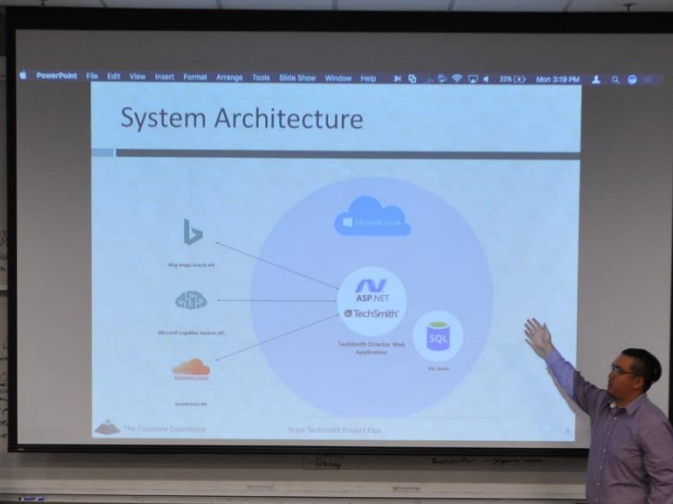 PowerPoint File Edit View Insert Format Arrange Tools Slide Show Window Help 22% Mon 3:19 PM
System Architecture
Microsoft Azure
Bing Image Search API
ASP.NET
TechSmith
Microsoft Cognitive Services API
SQL
TechSmith Director Web
Application
SQL Server
SOUNDCLOUD
SoundCloud API
The Capstone Experience
Team TechSmith Project Plan